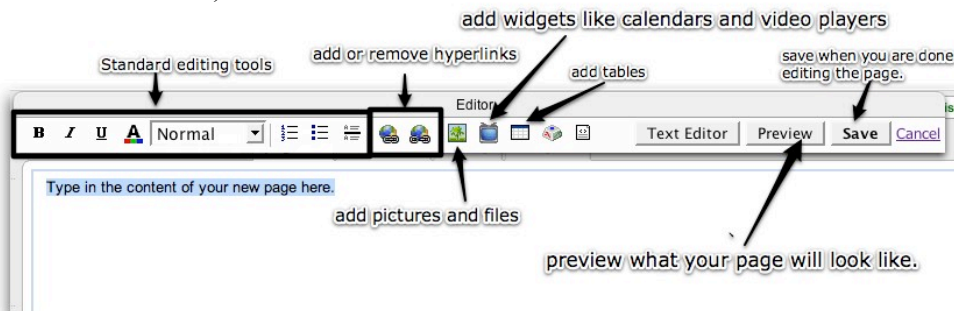 add widgets like calendars and video players
add or remove hyperlinks
save when you are done
editing the page.
Standard editing tools
add tables
Editor
is
B I U A Normal Text Editor Preview Save Cancel
Type in the content of your new page here.
add pictures and files
preview what your page will look like.